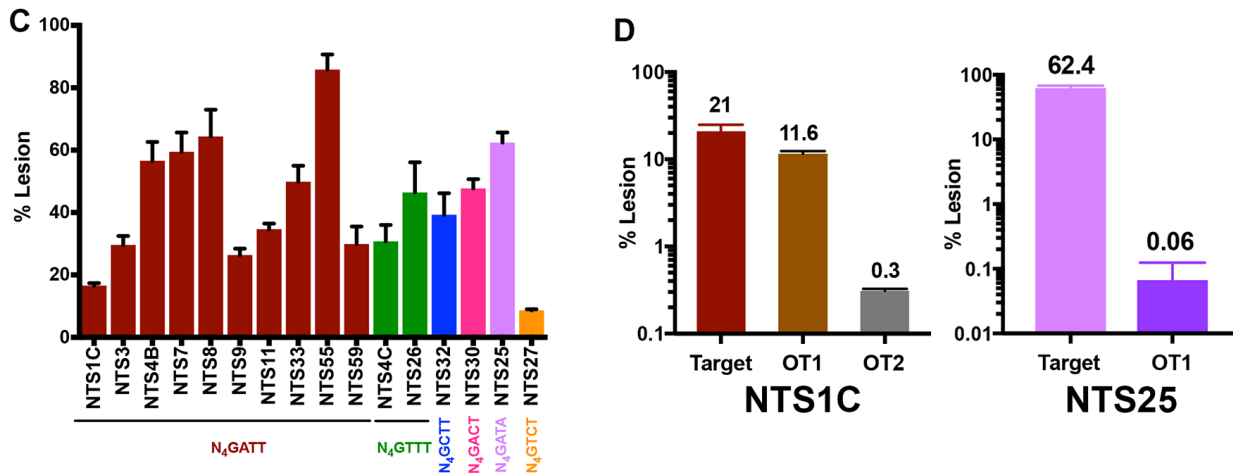 C
% Lesion
100
80
60
40
20
0
NTS1C
NTS3
NTS4B
NTS7
NTS8
NTS9
NTS11
NTS33
NTS55
NTS59
NTS4C
NTS26
NTS32
NTS30
NTS25
NTS27
N₄GATT
N₄GTTT
N₄GCTT
N₄GACT
N₄GATA
N₄GTCT
D
% Lesion
100
10
1
0.1
21
11.6
0.3
Target OT1 OT2
NTS1C
% Lesion
100
10
1
0.1
0.01
62.4
0.06
Target OT1
NTS25